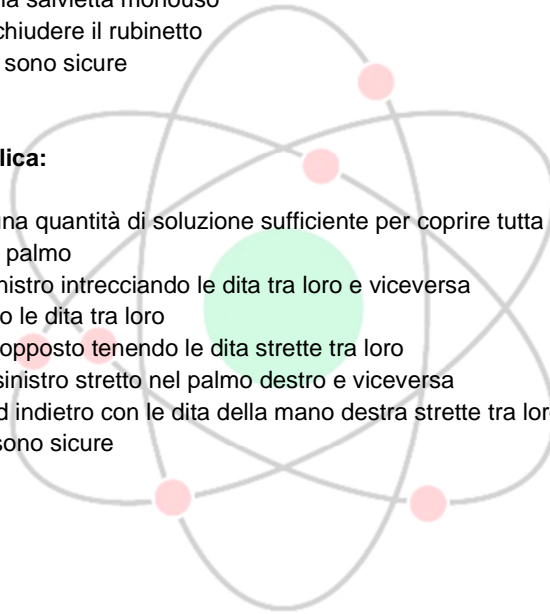 na salvietta monouso
chiudere il rubinetto
sono sicure
lica:
una quantità di soluzione sufficiente per coprire tutta
palmo
nistro intrecciando le dita tra loro e viceversa
o le dita tra loro
opposto tenendo le dita strette tra loro
sinistro stretto nel palmo destro e viceversa
d indietro con le dita della mano destra strette tra lor
sono sicure